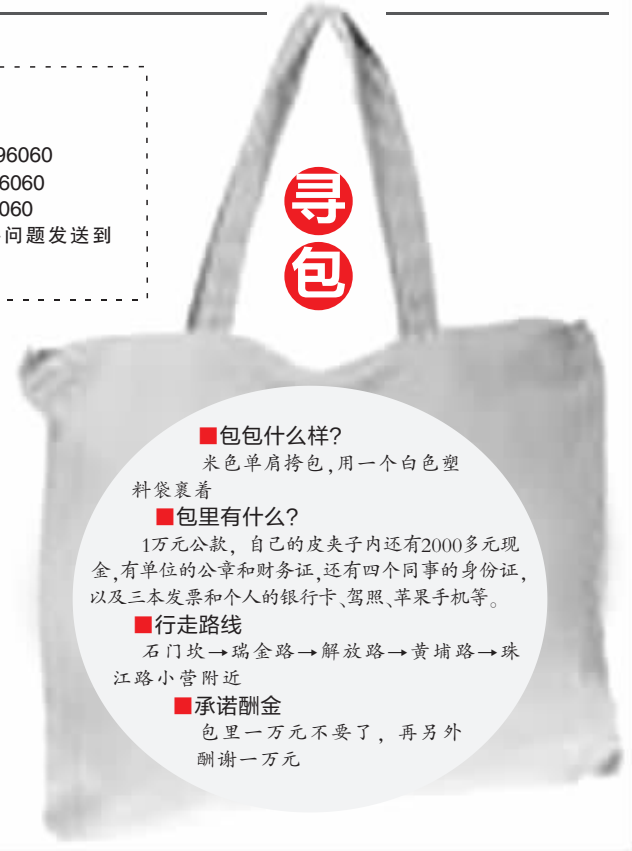 96060
6060
060
问题发送到
寻
包
■包包什么样?
米色单肩挎包,用一个白色塑
料袋裹着
■包里有什么?
1万元公款，自己的皮夹子内还有2000多元现
金,有单位的公章和财务证,还有四个同事的身份证,
以及三本发票和个人的银行卡、驾照、苹果手机等。
■行走路线
石门坎→瑞金路→解放路→黄埔路→珠
江路小营附近
■承诺酬金
包里一万元不要了，再另外
酬谢一万元